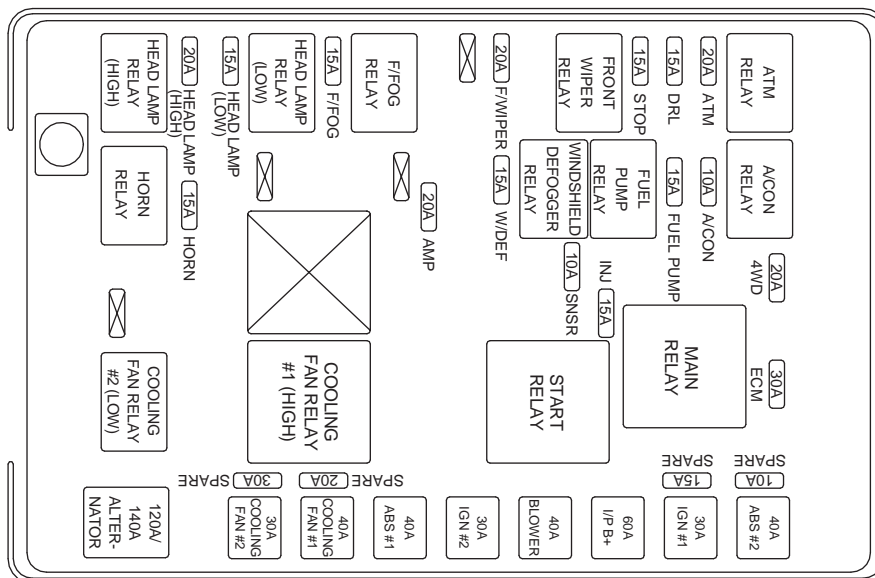 HEAD LAMP
RELAY
(HIGH)
20A
HEAD LAMP
(HIGH)
15A
HEAD LAMP
(LOW)
HEAD LAMP
RELAY
(LOW)
15A
F/FOG
F/FOG
RELAY
20A
F/WIPER
FRONT
WIPER
RELAY
15A
STOP
15A
DRL
20A
ATM
ATM
RELAY
HORN
RELAY
15A
HORN
20A
AMP
15A
W/DEF
WINDSHIELD
DEFOGGER
RELAY
FUEL
PUMP
RELAY
15A
FUEL PUMP
10A
A/CON
A/CON
RELAY
10A
SNSR
INJ
15A
20A
4WD
COOLING
FAN RELAY
#2 (LOW)
COOLING
FAN RELAY
#1 (HIGH)
START
RELAY
MAIN
RELAY
30A
ECM
SPARE
30A
20A
SPARE
SPARE
15A
SPARE
10A
120A/
140A
ALTER-
NATOR
30A
COOLING
FAN #2
40A
COOLING
FAN #1
40A
ABS #1
30A
IGN #2
40A
BLOWER
60A
I/P B+
30A
IGN #1
40A
ABS #2